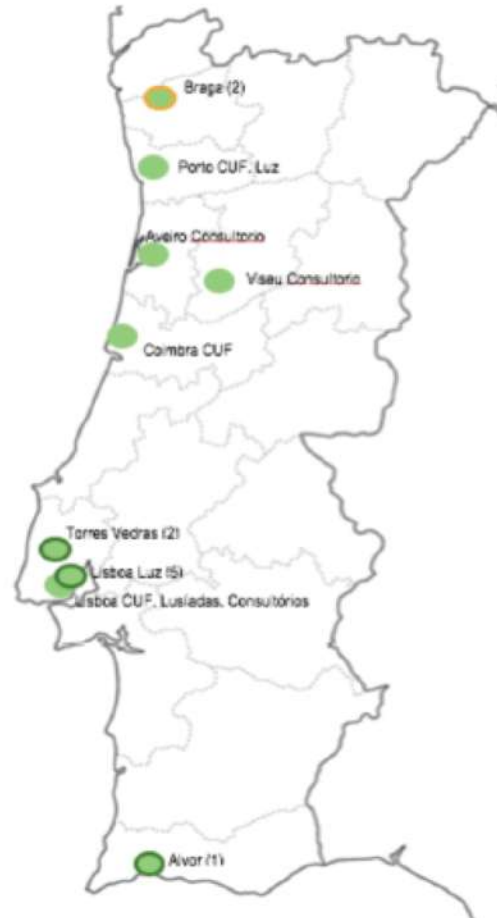 Braga (2)
Porto CUF, Luz
Aveiro Consultorio
Viseu Consultorio
Coimbra CUF
Torres Vedras (2)
Lisboa Luz (5)
Lisboa CUF, Lusíadas, Consultórios
Alvor (1)